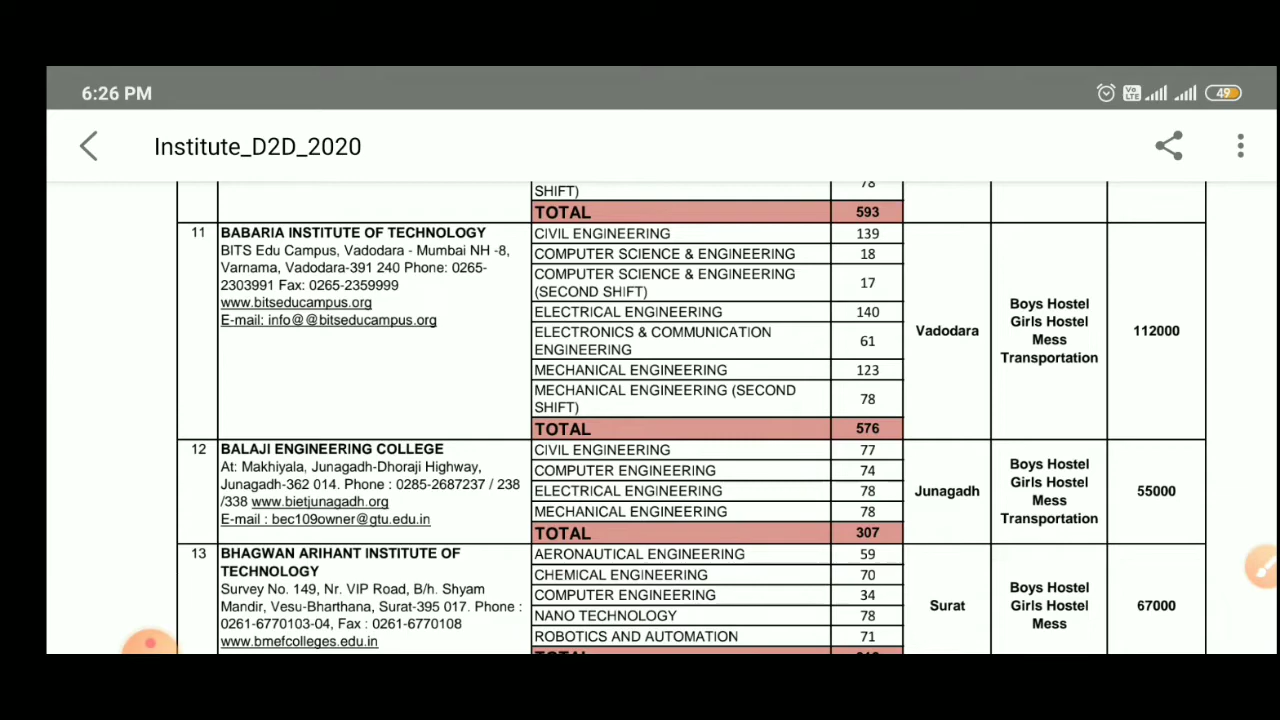 6:26 PM
Vo LTE
49
Institute_D2D_2020
SHIFT)
78
TOTAL 593
11 BABARIA INSTITUTE OF TECHNOLOGY
BITS Edu Campus, Vadodara - Mumbai NH -8,
Varnama, Vadodara-391 240 Phone: 0265-
2303991 Fax: 0265-2359999
www.bitseducampus.org
E-mail: info@@bitseducampus.org
CIVIL ENGINEERING 139
COMPUTER SCIENCE & ENGINEERING 18
COMPUTER SCIENCE & ENGINEERING
(SECOND SHIFT) 17
ELECTRICAL ENGINEERING 140
ELECTRONICS & COMMUNICATION
ENGINEERING 61
MECHANICAL ENGINEERING 123
MECHANICAL ENGINEERING (SECOND
SHIFT) 78
TOTAL 576
Vadodara
Boys Hostel
Girls Hostel
Mess
Transportation
112000
12 BALAJI ENGINEERING COLLEGE
At: Makhiyala, Junagadh-Dhoraji Highway,
Junagadh-362 014. Phone : 0285-2687237 / 238
/338 www.bietjunagadh.org
E-mail : bec109owner@gtu.edu.in
CIVIL ENGINEERING 77
COMPUTER ENGINEERING 74
ELECTRICAL ENGINEERING 78
MECHANICAL ENGINEERING 78
TOTAL 307
Junagadh
Boys Hostel
Girls Hostel
Mess
Transportation
55000
13 BHAGWAN ARIHANT INSTITUTE OF
TECHNOLOGY
Survey No. 149, Nr. VIP Road, B/h. Shyam
Mandir, Vesu-Bharthana, Surat-395 017. Phone :
0261-6770103-04, Fax : 0261-6770108
www.bmefcolleges.edu.in
AERONAUTICAL ENGINEERING 59
CHEMICAL ENGINEERING 70
COMPUTER ENGINEERING 34
NANO TECHNOLOGY 78
ROBOTICS AND AUTOMATION 71
TOTAL
Surat
Boys Hostel
Girls Hostel
Mess
67000